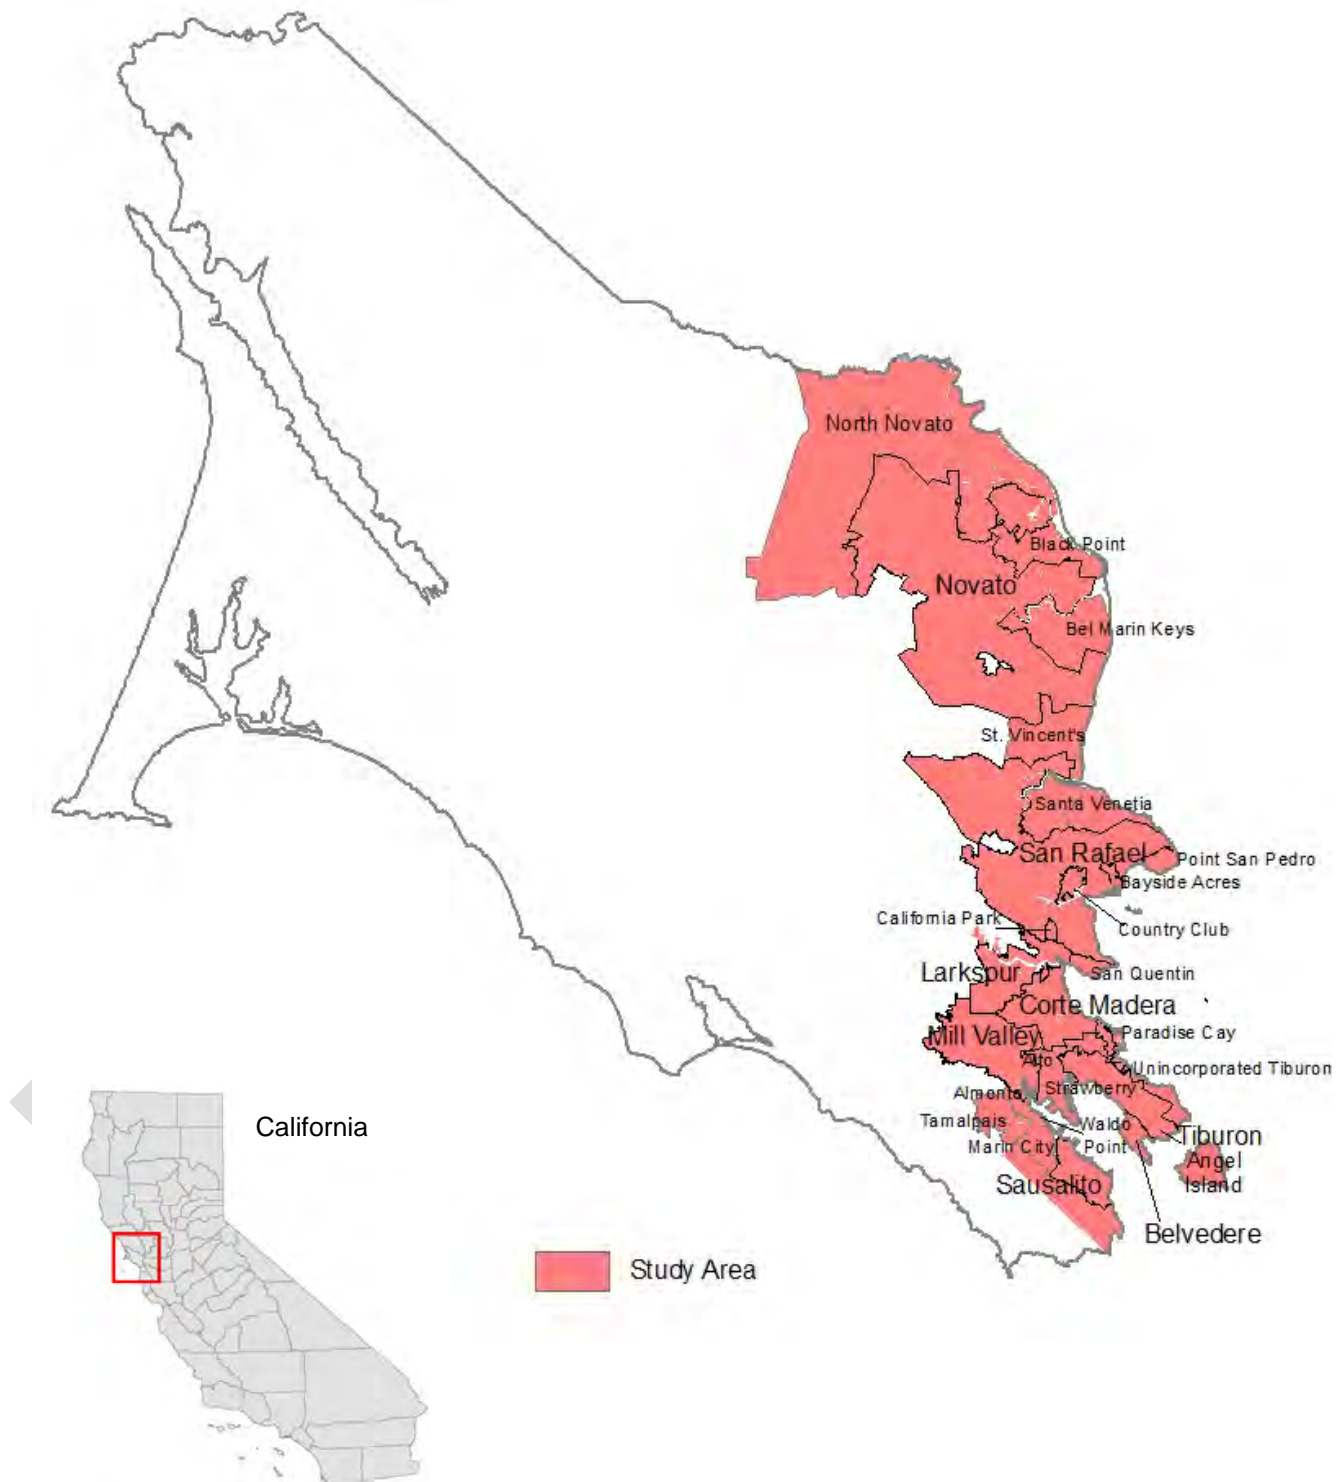 North Novato
Black Point
Novato
Bel Marin Keys
St. Vincent's
Santa Venetia
San Rafael
Point San Pedro
Bayside Acres
California Park
Country Club
Larkspur
San Quentin
Corte Madera
Mill Valley
Paradise Cay
Alto
Unincorporated Tiburon
Strawberry
Almonte
Tamalpais
Waldo
Point
Marin City
Tiburon
Angel
Island
Sausalito
Belvedere
California
Study Area